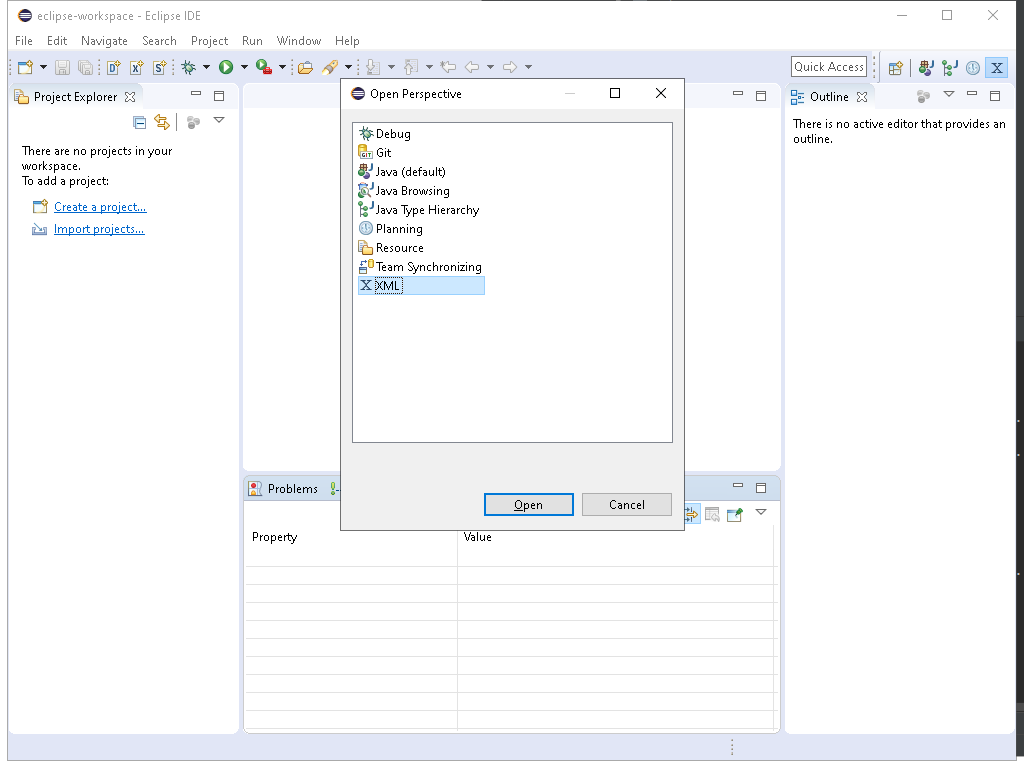 eclipse-workspace - Eclipse IDE
File Edit Navigate Search Project Run Window Help
Quick Access
Project Explorer
There are no projects in your
workspace.
To add a project:
Create a project...
Import projects...
Open Perspective
Debug
Git
Java (default)
Java Browsing
Java Type Hierarchy
Planning
Resource
Team Synchronizing
XML
Open Cancel
Outline
There is no active editor that provides an
outline.
Problems
Property Value